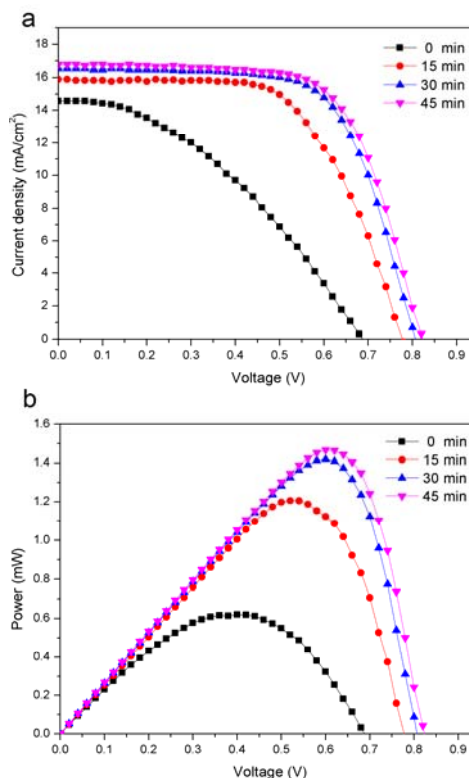 a
18
16
14
12
10
8
6
4
2
0
Current density (mA/cm²)
0 min
15 min
30 min
45 min
0.0 0.1 0.2 0.3 0.4 0.5 0.6 0.7 0.8 0.9
Voltage (V)
b
1.6
1.4
1.2
1.0
0.8
0.6
0.4
0.2
0.0
Power (mW)
0 min
15 min
30 min
45 min
0.0 0.1 0.2 0.3 0.4 0.5 0.6 0.7 0.8 0.9
Voltage (V)